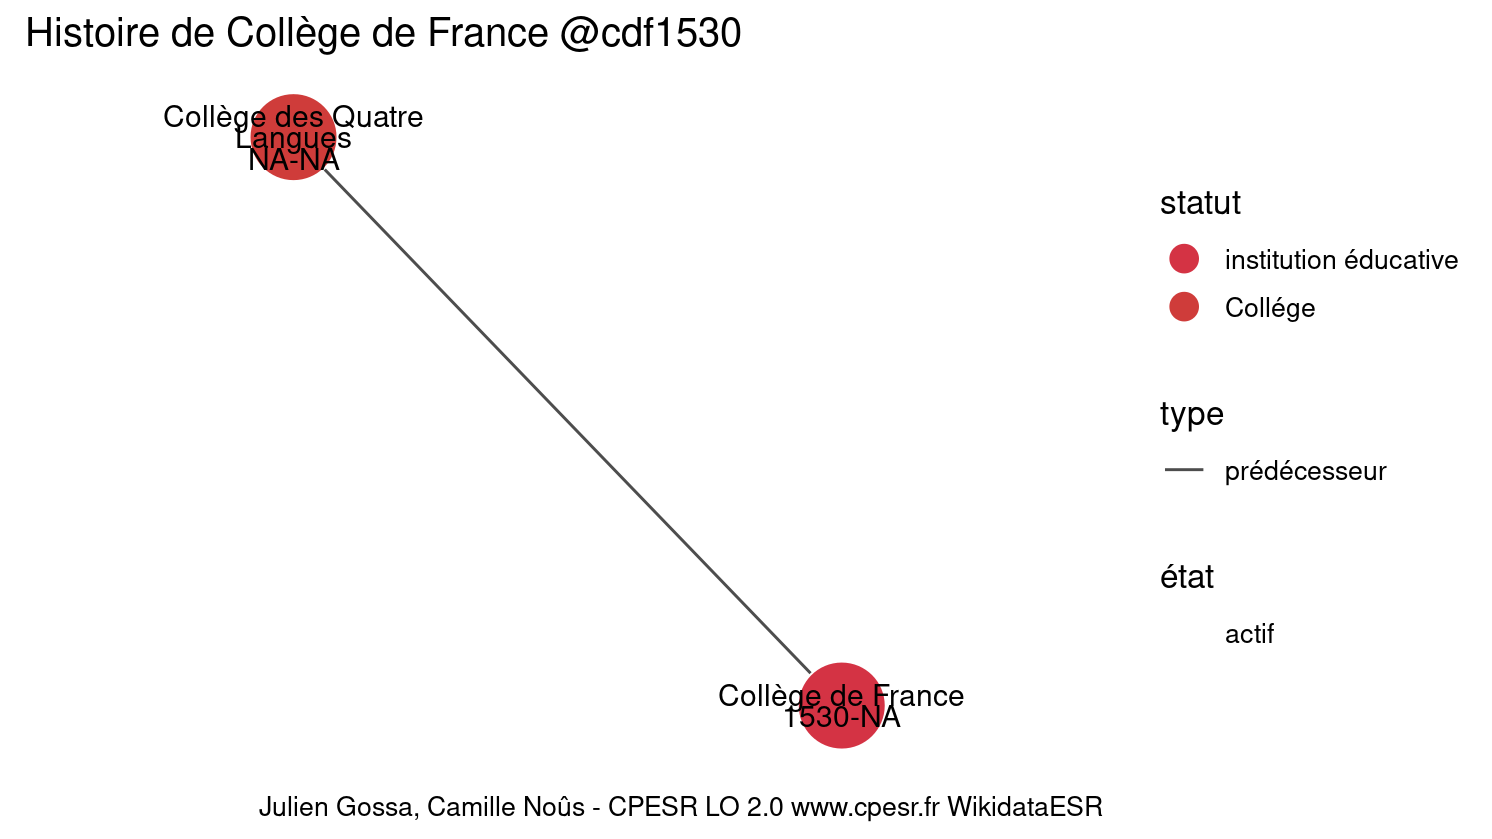 Histoire de Collège de France @cdf1530
Collège des Quatre
Langues
NA-NA
statut
institution éducative
Collége
type
prédécesseur
état
actif
Collège de France
1530-NA
Julien Gossa, Camille Noûs - CPESR LO 2.0 www.cpesr.fr WikidataESR